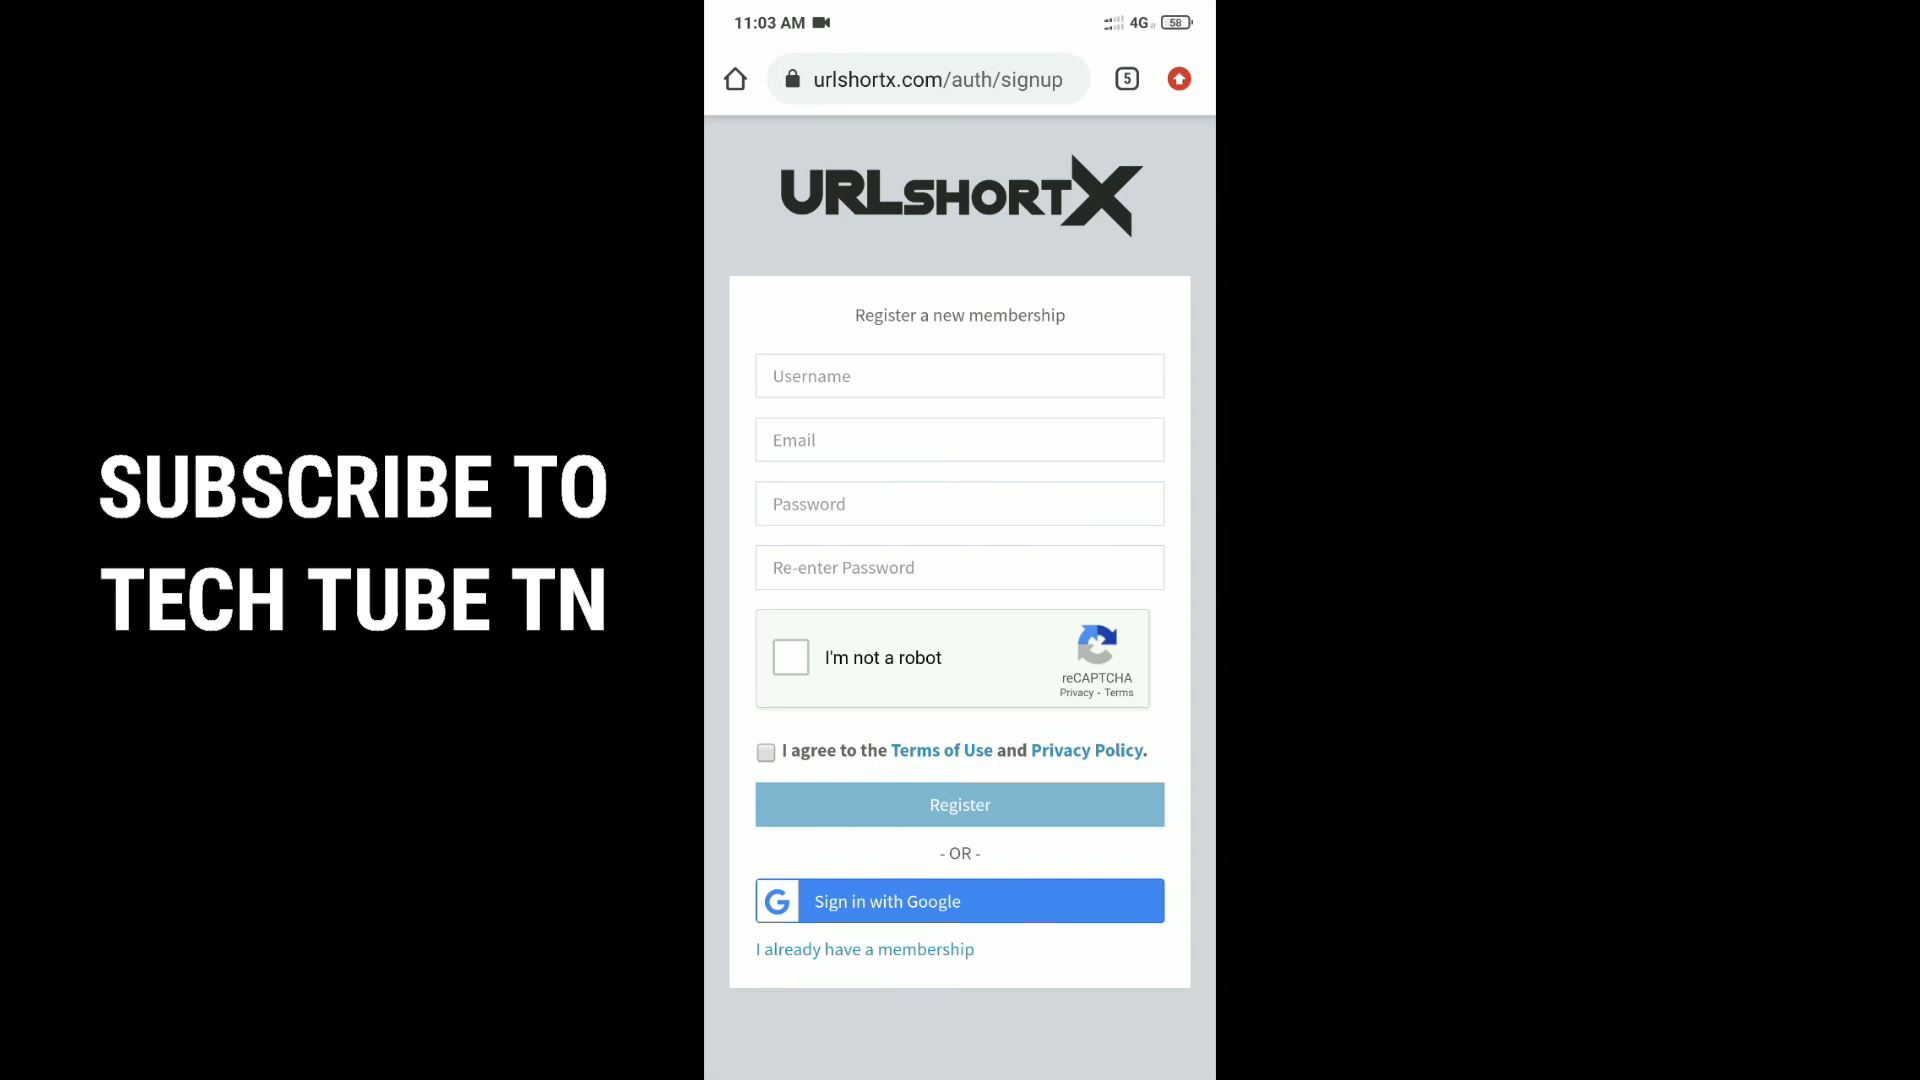 11:03 AM
4G
58
urlshortx.com/auth/signup
5
URLSHORTX
Register a new membership
Username
Email
Password
Re-enter Password
I'm not a robot
reCAPTCHA
Privacy - Terms
I agree to the Terms of Use and Privacy Policy.
Register
- OR -
Sign in with Google
I already have a membership
SUBSCRIBE TO
TECH TUBE TN